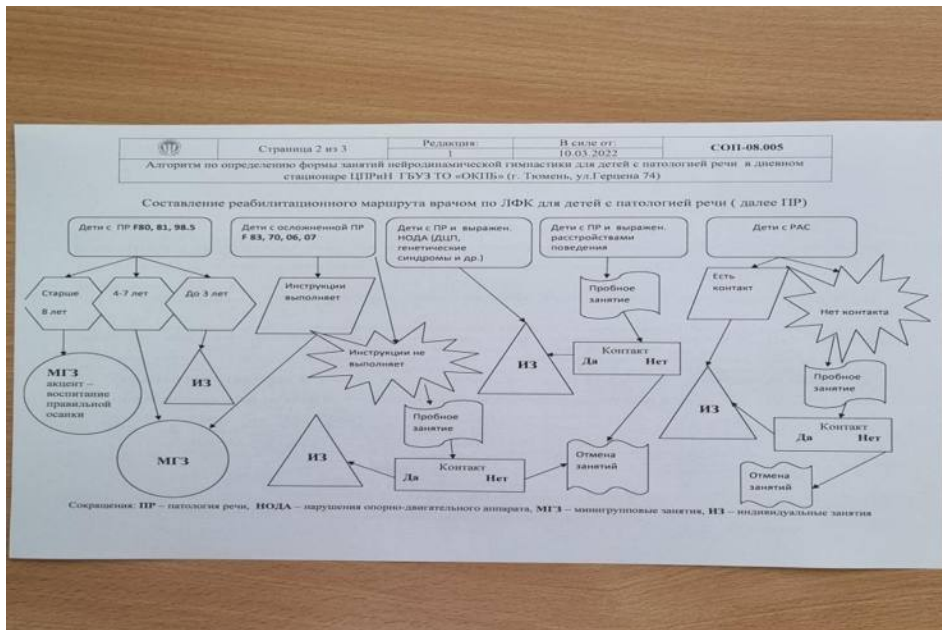 Страница 2 из 3
Редакция:
1
В силе от:
10.03.2022
СОП-08.005
Алгоритм по определению формы занятий нейродинамической гимпастики для детей с патологией речи в дневном
стационаре ЦПРиН ГБУЗ ТО «ОКПБ» (г. Тюмень, ул.Герцена 74)
Составление реабилитационного маршрута врачом по ЛФК для детей с патологией речи ( далее ПР)
Дети с ПР F80, 81, 98.5
Дети с осложненной ПР
F 83, 70, 06, 07
Дети с ПР и выражен.
НОДА (ДЦП,
генетические
синдромы и др.)
Дети с ПР и выражен.
расстройствами
поведения
Дети с РАС
Старше
8 лет
4-7 лет
До 3 лет
Инструкции
выполняет
Пробное
занятие
Есть
контакт
Нет контакта
МГЗ
акцент –
воспитание
правильной
осанки
ИЗ
Инструкции не
выполняет
ИЗ
Контакт
Да Нет
ИЗ
Пробное
занятие
МГЗ
ИЗ
Пробное
занятие
Контакт
Да Нет
Отмена
занятий
Контакт
Да Нет
Отмена
занятий
Сокращения: ПР – патология речи, НОДА – нарушения опорно-двигательного аппарата, МГЗ – минигрупповые занятия, ИЗ – индивидуальные занятия